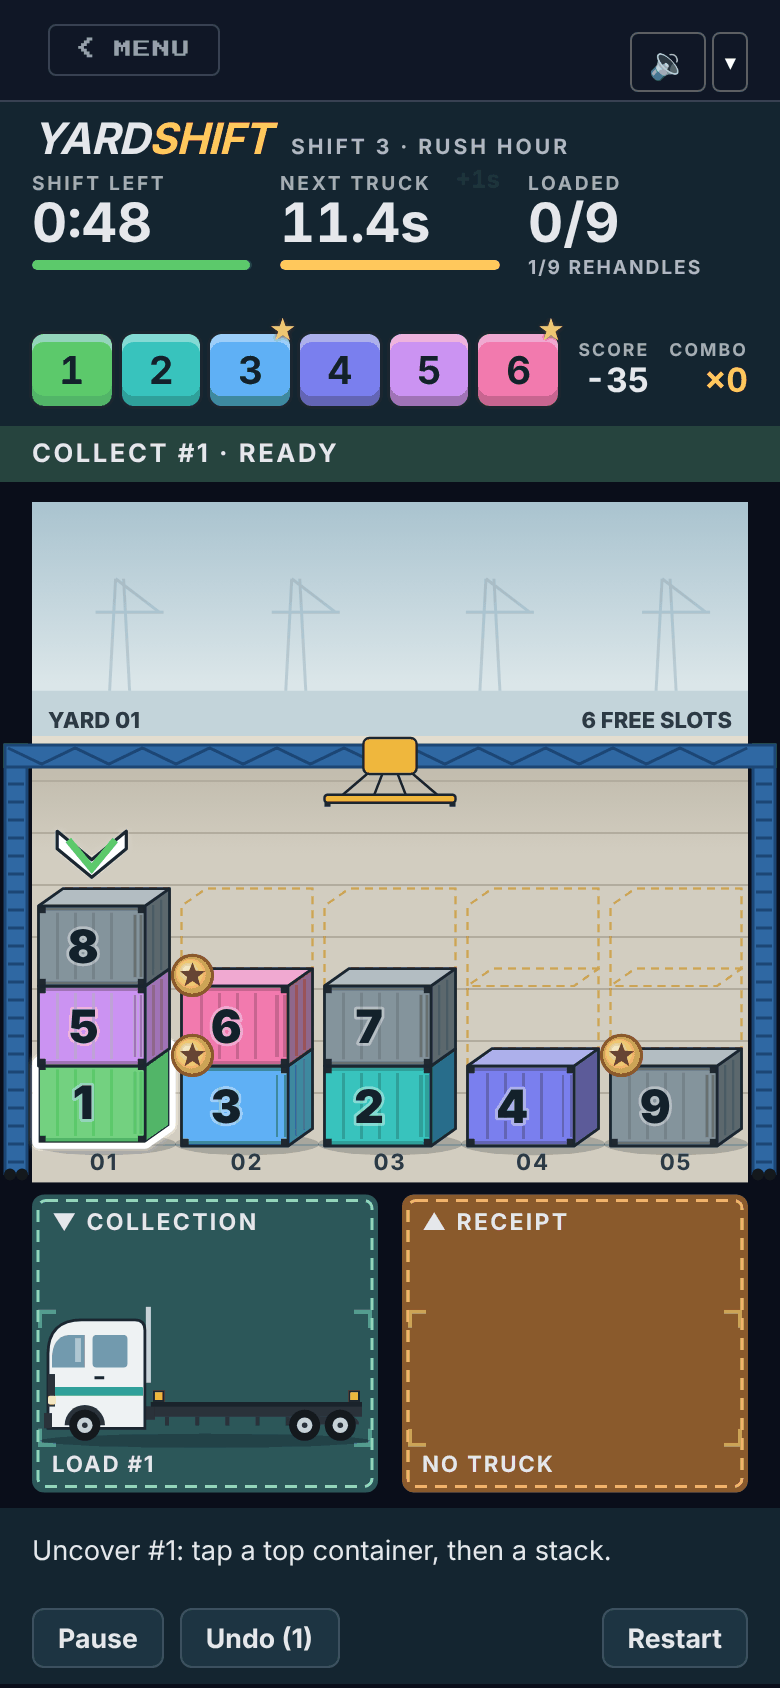 MENU
YARDSHIFT SHIFT 3 · RUSH HOUR
SHIFT LEFT NEXT TRUCK +1s LOADED
0:48 11.4s 0/9
1/9 REHANDLES
1 2 3 4 5 6 SCORE COMBO
-35 ×0
COLLECT #1 · READY
YARD 01 6 FREE SLOTS
8
5 6 7
1 3 2 4 9
01 02 03 04 05
COLLECTION RECEIPT
LOAD #1 NO TRUCK
Uncover #1: tap a top container, then a stack.
Pause Undo (1) Restart